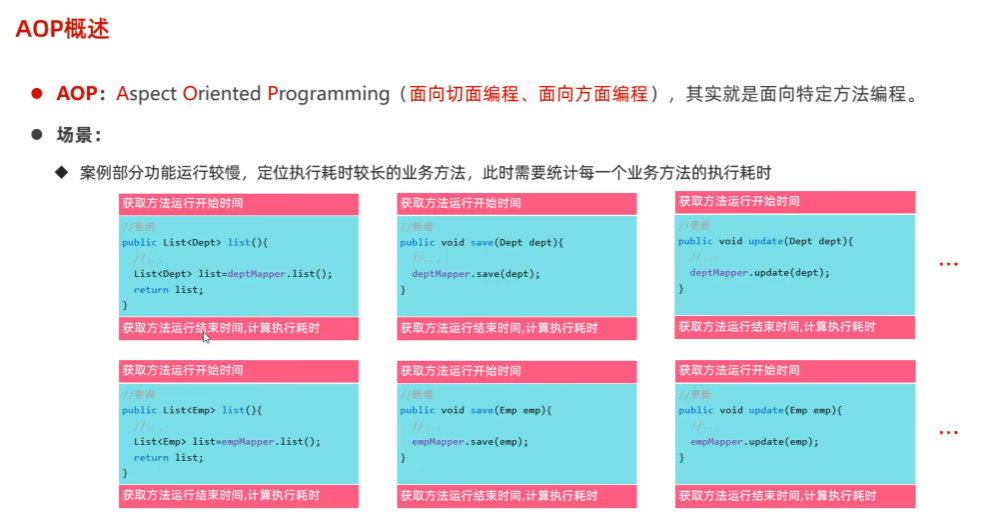 AOP概述
AOP：Aspect Oriented Programming（面向切面编程、面向方面编程），其实就是面向特定方法编程。
场景：
案例部分功能运行较慢，定位执行耗时较长的业务方法，此时需要统计每一个业务方法的执行耗时
获取方法运行开始时间
//查询
public List<Dept> list(){
//...
List<Dept> list=deptMapper.list();
return list;
}
获取方法运行结束时间,计算执行耗时
获取方法运行开始时间
//新增
public void save(Dept dept){
//...
deptMapper.save(dept);
}
获取方法运行结束时间,计算执行耗时
获取方法运行开始时间
//更新
public void update(Dept dept){
//...
deptMapper.update(dept);
}
获取方法运行结束时间,计算执行耗时
...
获取方法运行开始时间
//查询
public List<Emp> list(){
//...
List<Emp> list=empMapper.list();
return list;
}
获取方法运行结束时间,计算执行耗时
获取方法运行开始时间
//新增
public void save(Emp emp){
//...
empMapper.save(emp);
}
获取方法运行结束时间,计算执行耗时
获取方法运行开始时间
//更新
public void update(Emp emp){
//...
empMapper.update(emp);
}
获取方法运行结束时间,计算执行耗时
...